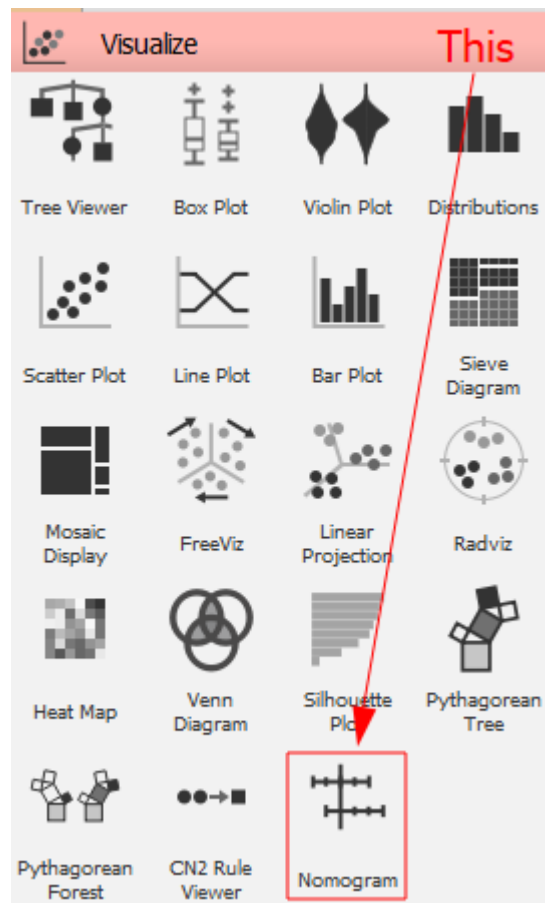 Visualize
This
Tree Viewer
Box Plot
Violin Plot
Distributions
Scatter Plot
Line Plot
Bar Plot
Sieve
Diagram
Mosaic
Display
FreeViz
Linear
Projection
Radviz
Heat Map
Venn
Diagram
Silhouette
Plot
Pythagorean
Tree
Pythagorean
Forest
CN2 Rule
Viewer
Nomogram